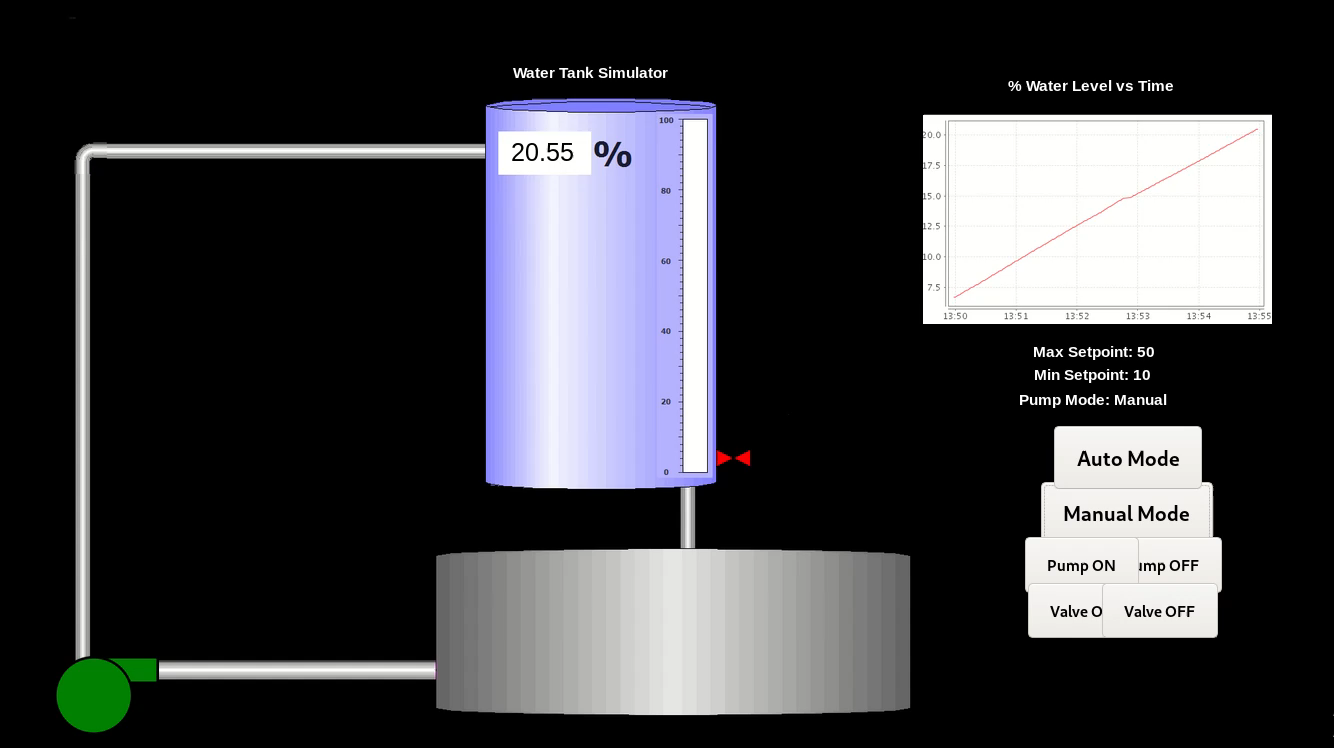 Water Tank Simulator
20.55 %
100
80
60
40
20
0
% Water Level vs Time
20.0
17.5
15.0
12.5
10.0
7.5
13:50 13:51 13:52 13:53 13:54 13:55
Max Setpoint: 50
Min Setpoint: 10
Pump Mode: Manual
Auto Mode
Manual Mode
Pump ON ump OFF
Valve O Valve OFF